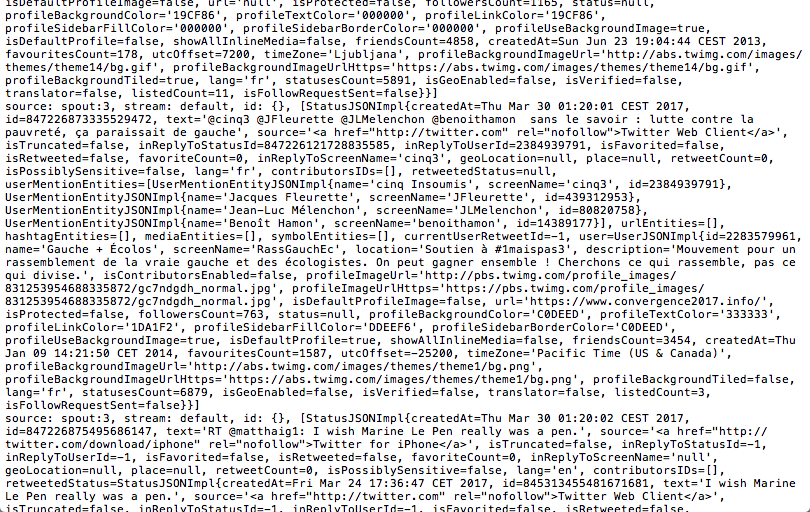 isDefaultProfileImage=false, url='null', isProtected=false, followersCount=1165, status=null,
profileBackgroundColor='19CF86', profileTextColor='000000', profileLinkColor='19CF86',
profileSidebarFillColor='000000', profileSidebarBorderColor='000000', profileUseBackgroundImage=true,
isDefaultProfile=false, showAllInlineMedia=false, friendsCount=4858, createdAt=Sun Jun 23 19:04:44 CEST 2013,
favouritesCount=178, utcOffset=7200, timeZone='Ljubljana', profileBackgroundImageUrl='http://abs.twimg.com/images/
themes/theme14/bg.gif', profileBackgroundImageUrlHttps='https://abs.twimg.com/images/themes/theme14/bg.gif',
profileBackgroundTiled=true, lang='fr', statusesCount=5891, isGeoEnabled=false, isVerified=false,
translator=false, listedCount=11, isFollowRequestSent=false}}]
source: spout:3, stream: default, id: {}, [StatusJSONImpl{createdAt=Thu Mar 30 01:20:01 CEST 2017,
id=847226873335529472, text='@cinq3 @JFleurette @JLMelenchon @benoithamon  sans le savoir : lutte contre la
pauvreté, ça paraissait de gauche', source='<a href="http://twitter.com" rel="nofollow">Twitter Web Client</a>',
isTruncated=false, inReplyToStatusId=847226121728835585, inReplyToUserId=2384939791, isFavorited=false,
isRetweeted=false, favoriteCount=0, inReplyToScreenName='cinq3', geoLocation=null, place=null, retweetCount=0,
isPossiblySensitive=false, lang='fr', contributorsIDs=[], retweetedStatus=null,
userMentionEntities=[UserMentionEntityJSONImpl{name='cinq Insoumis', screenName='cinq3', id=2384939791},
UserMentionEntityJSONImpl{name='Jacques Fleurette', screenName='JFleurette', id=439312953},
UserMentionEntityJSONImpl{name='Jean-Luc Mélenchon', screenName='JLMelenchon', id=80820758},
UserMentionEntityJSONImpl{name='Benoît Hamon', screenName='benoithamon', id=14389177}], urlEntities=[],
hashtagEntities=[], mediaEntities=[], symbolEntities=[], currentUserRetweetId=-1, user=UserJSONImpl{id=2283579961,
name='Gauche + Écolos', screenName='RassGauchEc', location='Soutien à #1maispas3', description='Mouvement pour un
rassemblement de la vraie gauche et des écologistes. On peut gagner ensemble ! Cherchons ce qui rassemble, pas ce
qui divise.', isContributorsEnabled=false, profileImageUrl='http://pbs.twimg.com/profile_images/
831253954688335872/gc7ndgdh_normal.jpg', profileImageUrlHttps='https://pbs.twimg.com/profile_images/
831253954688335872/gc7ndgdh_normal.jpg', isDefaultProfileImage=false, url='https://www.convergence2017.info/',
isProtected=false, followersCount=763, status=null, profileBackgroundColor='C0DEED', profileTextColor='333333',
profileLinkColor='1DA1F2', profileSidebarFillColor='DDEEF6', profileSidebarBorderColor='C0DEED',
profileUseBackgroundImage=true, isDefaultProfile=true, showAllInlineMedia=false, friendsCount=3454, createdAt=Thu
Jan 09 14:21:50 CET 2014, favouritesCount=1587, utcOffset=-25200, timeZone='Pacific Time (US & Canada)',
profileBackgroundImageUrl='http://abs.twimg.com/images/themes/theme1/bg.png',
profileBackgroundImageUrlHttps='https://abs.twimg.com/images/themes/theme1/bg.png', profileBackgroundTiled=false,
lang='fr', statusesCount=6879, isGeoEnabled=false, isVerified=false, translator=false, listedCount=3,
isFollowRequestSent=false}}]
source: spout:3, stream: default, id: {}, [StatusJSONImpl{createdAt=Thu Mar 30 01:20:02 CEST 2017,
id=847226875495686147, text='RT @matthaig1: I wish Marine Le Pen really was a pen.', source='<a href="http://
twitter.com/download/iphone" rel="nofollow">Twitter for iPhone</a>', isTruncated=false, inReplyToStatusId=-1,
inReplyToUserId=-1, isFavorited=false, isRetweeted=false, favoriteCount=0, inReplyToScreenName='null',
geoLocation=null, place=null, retweetCount=0, isPossiblySensitive=false, lang='en', contributorsIDs=[],
retweetedStatus=StatusJSONImpl{createdAt=Fri Mar 24 17:36:47 CET 2017, id=845313455481671681, text='I wish Marine
Le Pen really was a pen.', source='<a href="http://twitter.com" rel="nofollow">Twitter Web Client</a>',
isTruncated=false, inReplyToStatusId=-1, inReplyToUserId=-1, isFavorited=false, isRetweeted=false,